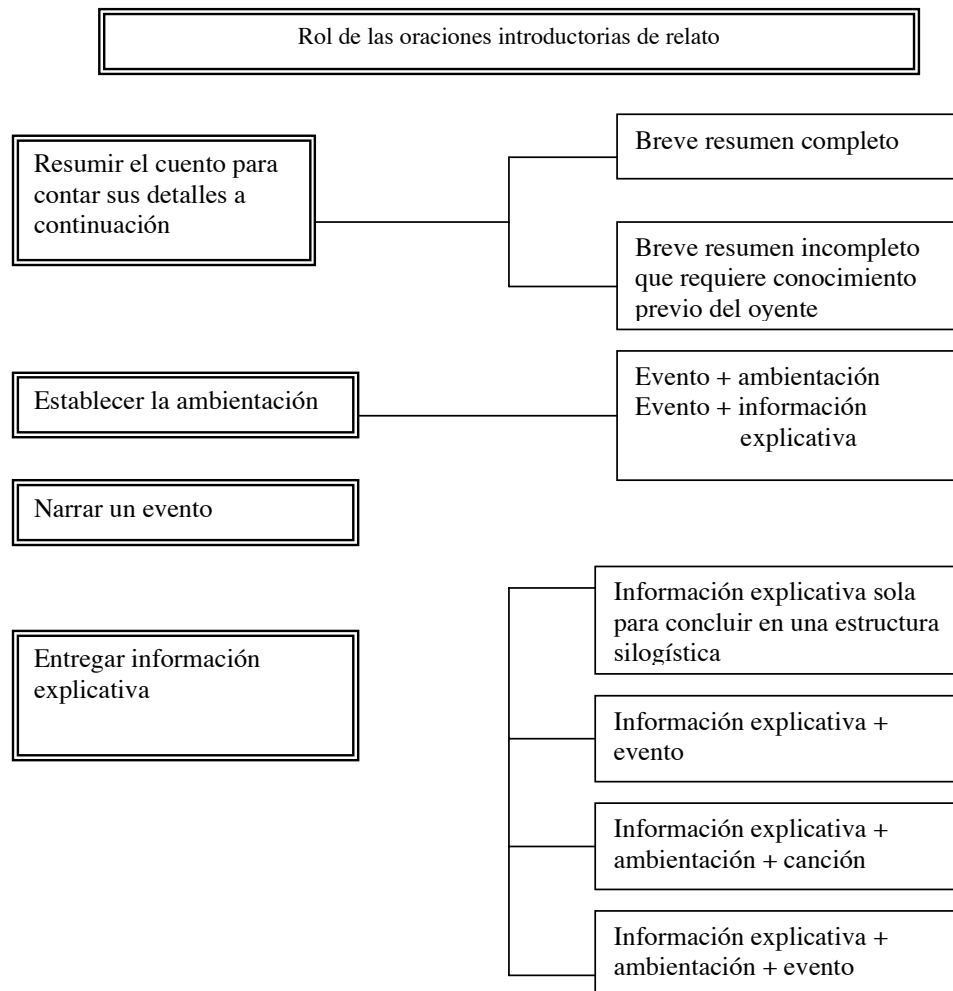 Rol de las oraciones introductorias de relato
Resumir el cuento para
contar sus detalles a
continuación
Breve resumen completo
Breve resumen incompleto
que requiere conocimiento
previo del oyente
Establecer la ambientación
Evento + ambientación
Evento + información
explicativa
Narrar un evento
Entregar información
explicativa
Información explicativa sola
para concluir en una estructura
silogística
Información explicativa +
evento
Información explicativa +
ambientación + canción
Información explicativa +
ambientación + evento